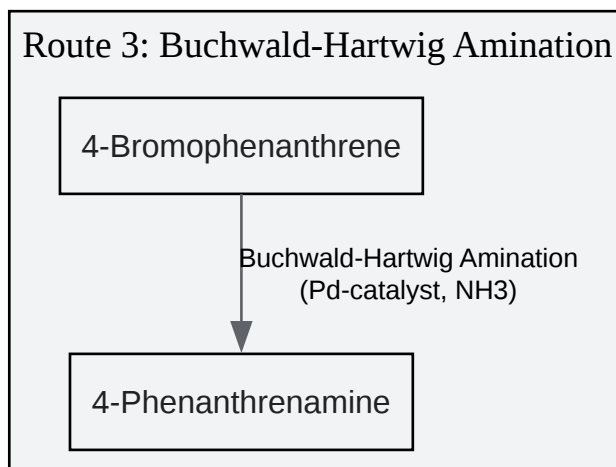 Route 3: Buchwald-Hartwig Amination
4-Bromophenanthrene
Buchwald-Hartwig Amination
(Pd-catalyst, NH3)
4-Phenanthrenamine